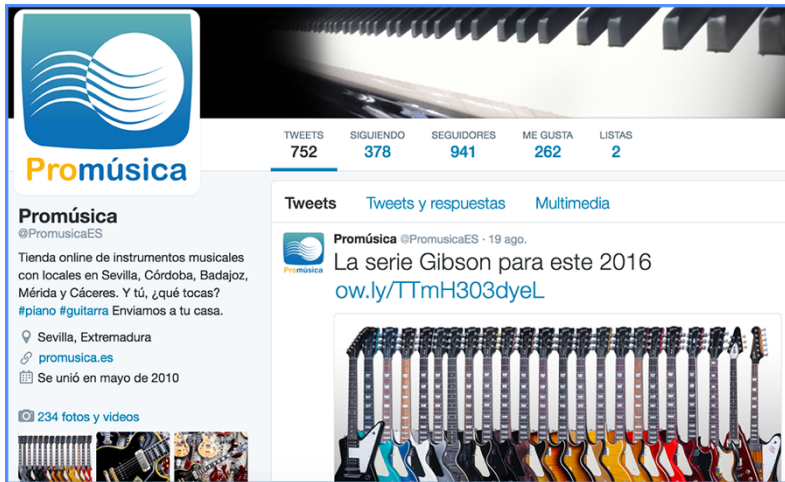 Promúsica
TWEETS SIGUIENDO SEGUIDORES ME GUSTA LISTAS
752 378 941 262 2
Promúsica
@PromusicaES
Tienda online de instrumentos musicales
con locales en Sevilla, Córdoba, Badajoz,
Mérida y Cáceres. Y tú, ¿qué tocas?
#piano #guitarra Enviamos a tu casa.
Sevilla, Extremadura
promusica.es
Se unió en mayo de 2010
234 fotos y videos
Tweets Tweets y respuestas Multimedia
Promúsica @PromusicaES · 19 ago.
La serie Gibson para este 2016
ow.ly/TTmH303dyeL
Promúsica